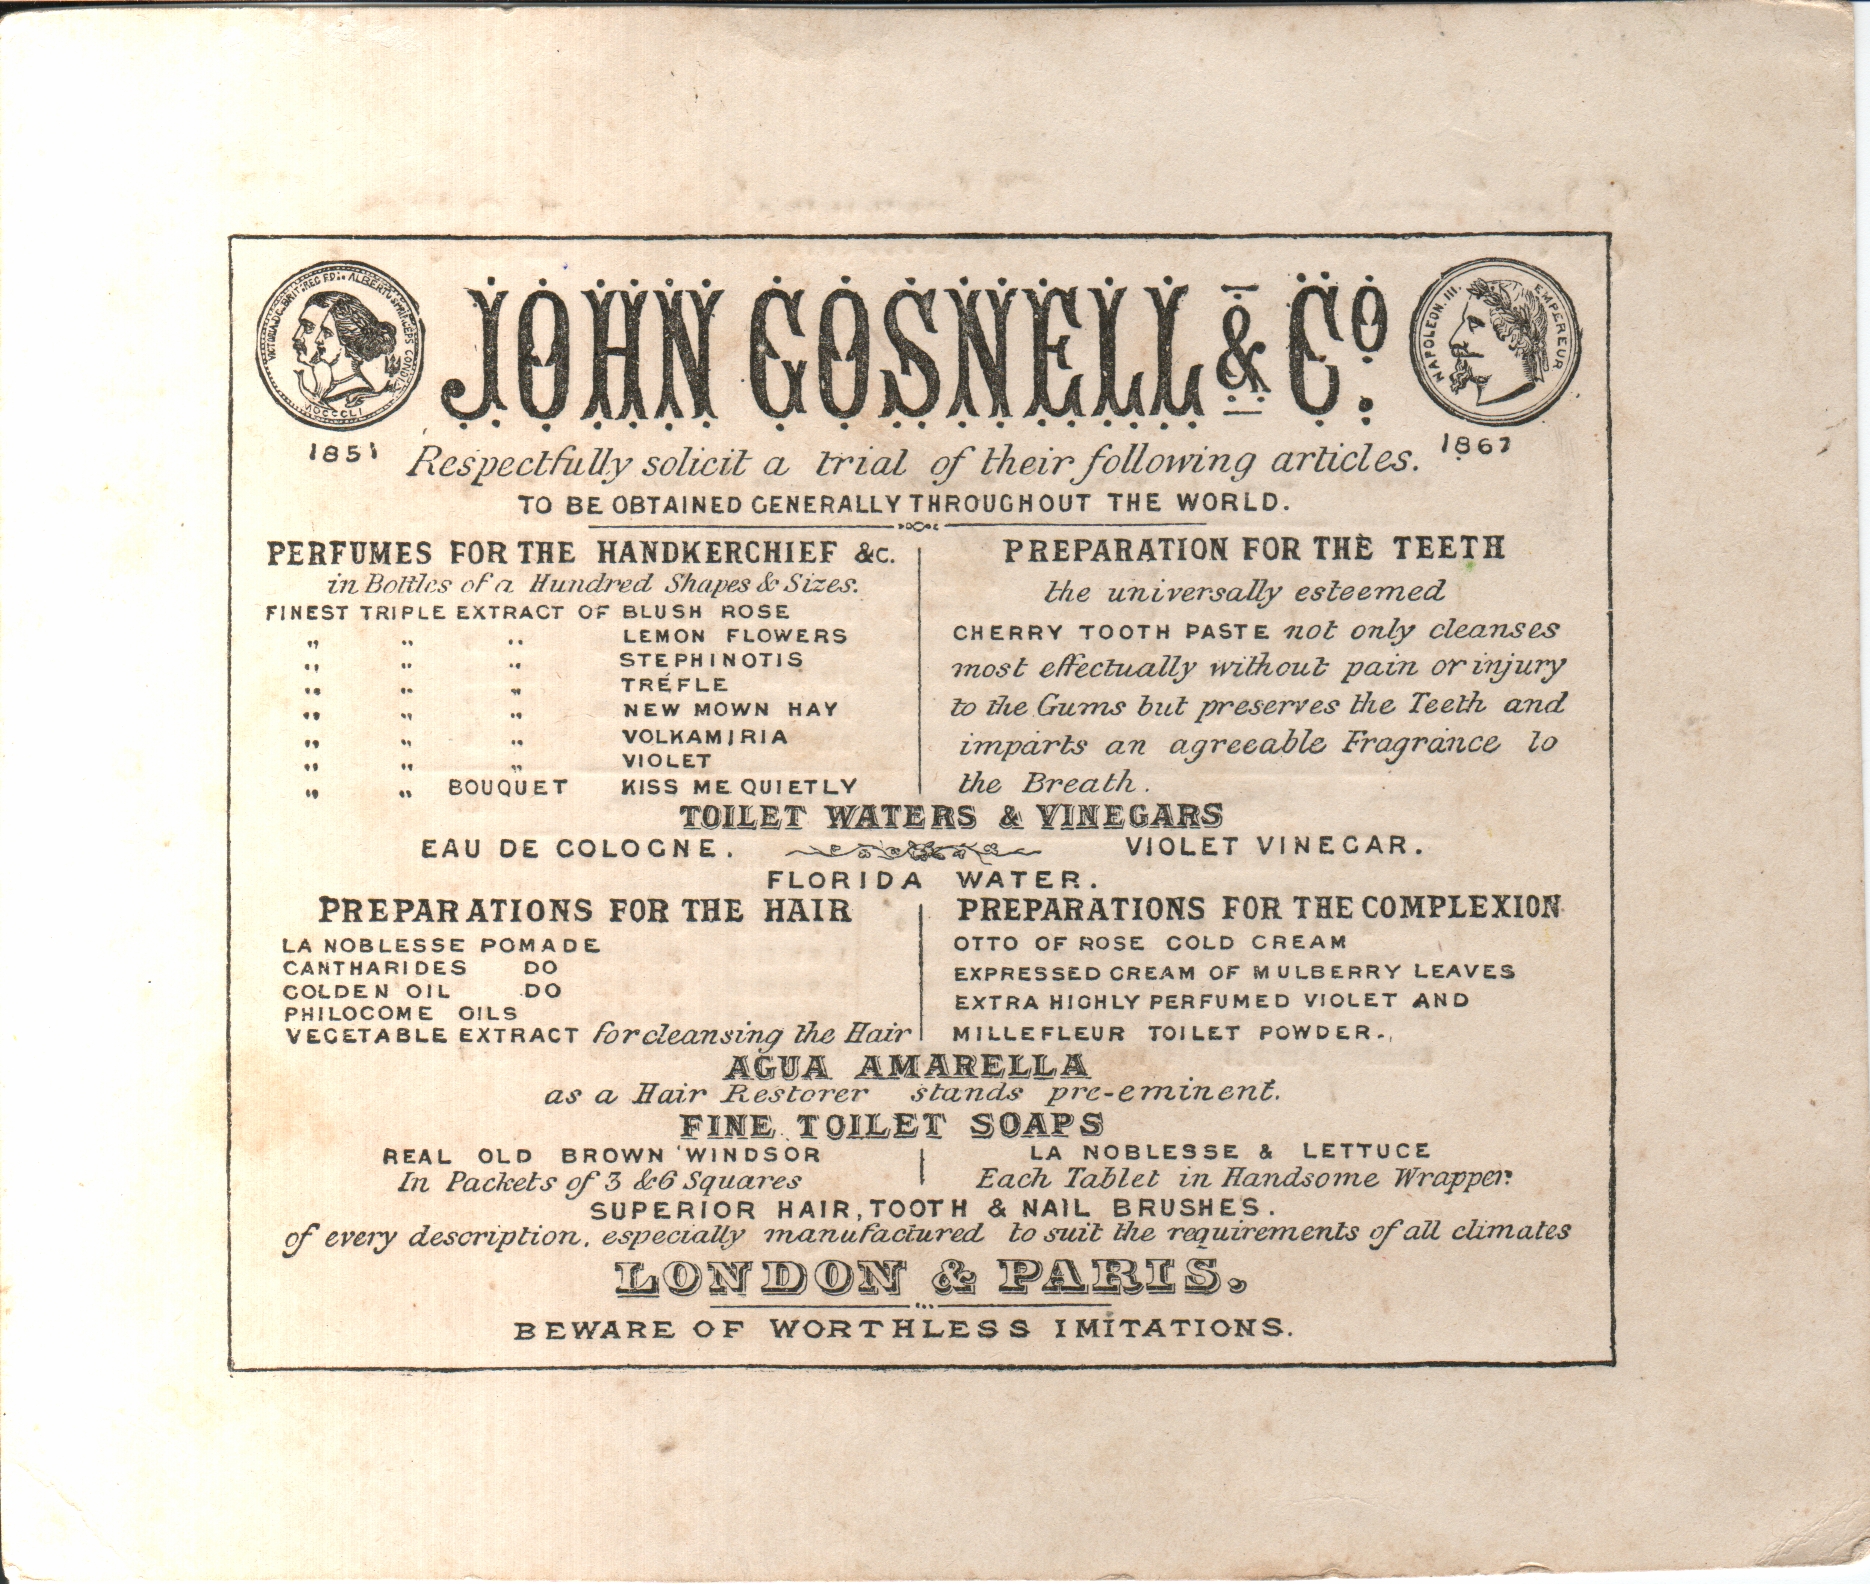 JOHN GOSNELL & Co.
1851
1867
NAPOLEON III. EMPEREUR
Respectfully solicit a trial of their following articles.
TO BE OBTAINED GENERALLY THROUGHOUT THE WORLD.
PERFUMES FOR THE HANDKERCHIEF &c.
in Bottles of a Hundred Shapes & Sizes.
FINEST TRIPLE EXTRACT OF BLUSH ROSE
„ „ „ LEMON FLOWERS
„ „ „ STEPHINOTIS
„ „ „ TRÉFLE
„ „ „ NEW MOWN HAY
„ „ „ VOLKAMIRIA
„ „ „ VIOLET
„ „ BOUQUET KISS ME QUIETLY
PREPARATION FOR THE TEETH
the universally esteemed
CHERRY TOOTH PASTE not only cleanses
most effectually without pain or injury
to the Gums but preserves the Teeth and
imparts an agreeable Fragrance to
the Breath.
TOILET WATERS & VINEGARS
EAU DE COLOGNE. VIOLET VINEGAR.
FLORIDA WATER.
PREPARATIONS FOR THE HAIR
LA NOBLESSE POMADE
CANTHARIDES DO
GOLDEN OIL DO
PHILOCOME OILS
VEGETABLE EXTRACT for cleansing the Hair
PREPARATIONS FOR THE COMPLEXION
OTTO OF ROSE COLD CREAM
EXPRESSED CREAM OF MULBERRY LEAVES
EXTRA HIGHLY PERFUMED VIOLET AND
MILLEFLEUR TOILET POWDER.
AGUA AMARELLA
as a Hair Restorer stands pre-eminent.
FINE TOILET SOAPS
REAL OLD BROWN WINDSOR
In Packets of 3 & 6 Squares
LA NOBLESSE & LETTUCE
Each Tablet in Handsome Wrapper.
SUPERIOR HAIR, TOOTH & NAIL BRUSHES.
of every description, especially manufactured to suit the requirements of all climates
LONDON & PARIS.
BEWARE OF WORTHLESS IMITATIONS.